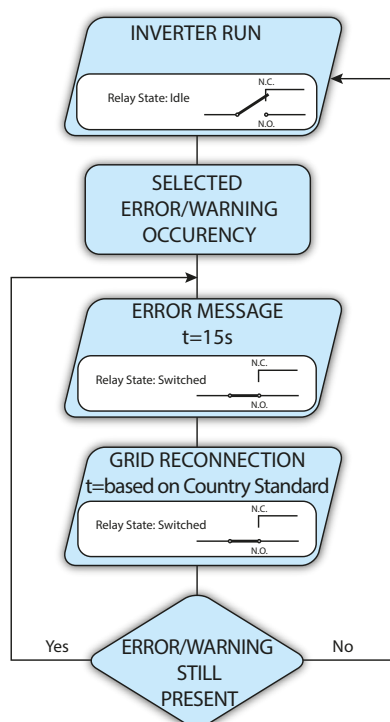 INVERTER RUN
N.C.
Relay State: Idle
N.O.
SELECTED
ERROR/WARNING
OCCURENCY
ERROR MESSAGE
t=15s
N.C.
Relay State: Switched
N.O.
GRID RECONNECTION
t=based on Country Standard
N.C.
Relay State: Switched
N.O.
Yes
ERROR/WARNING
No
STILL
PRESENT